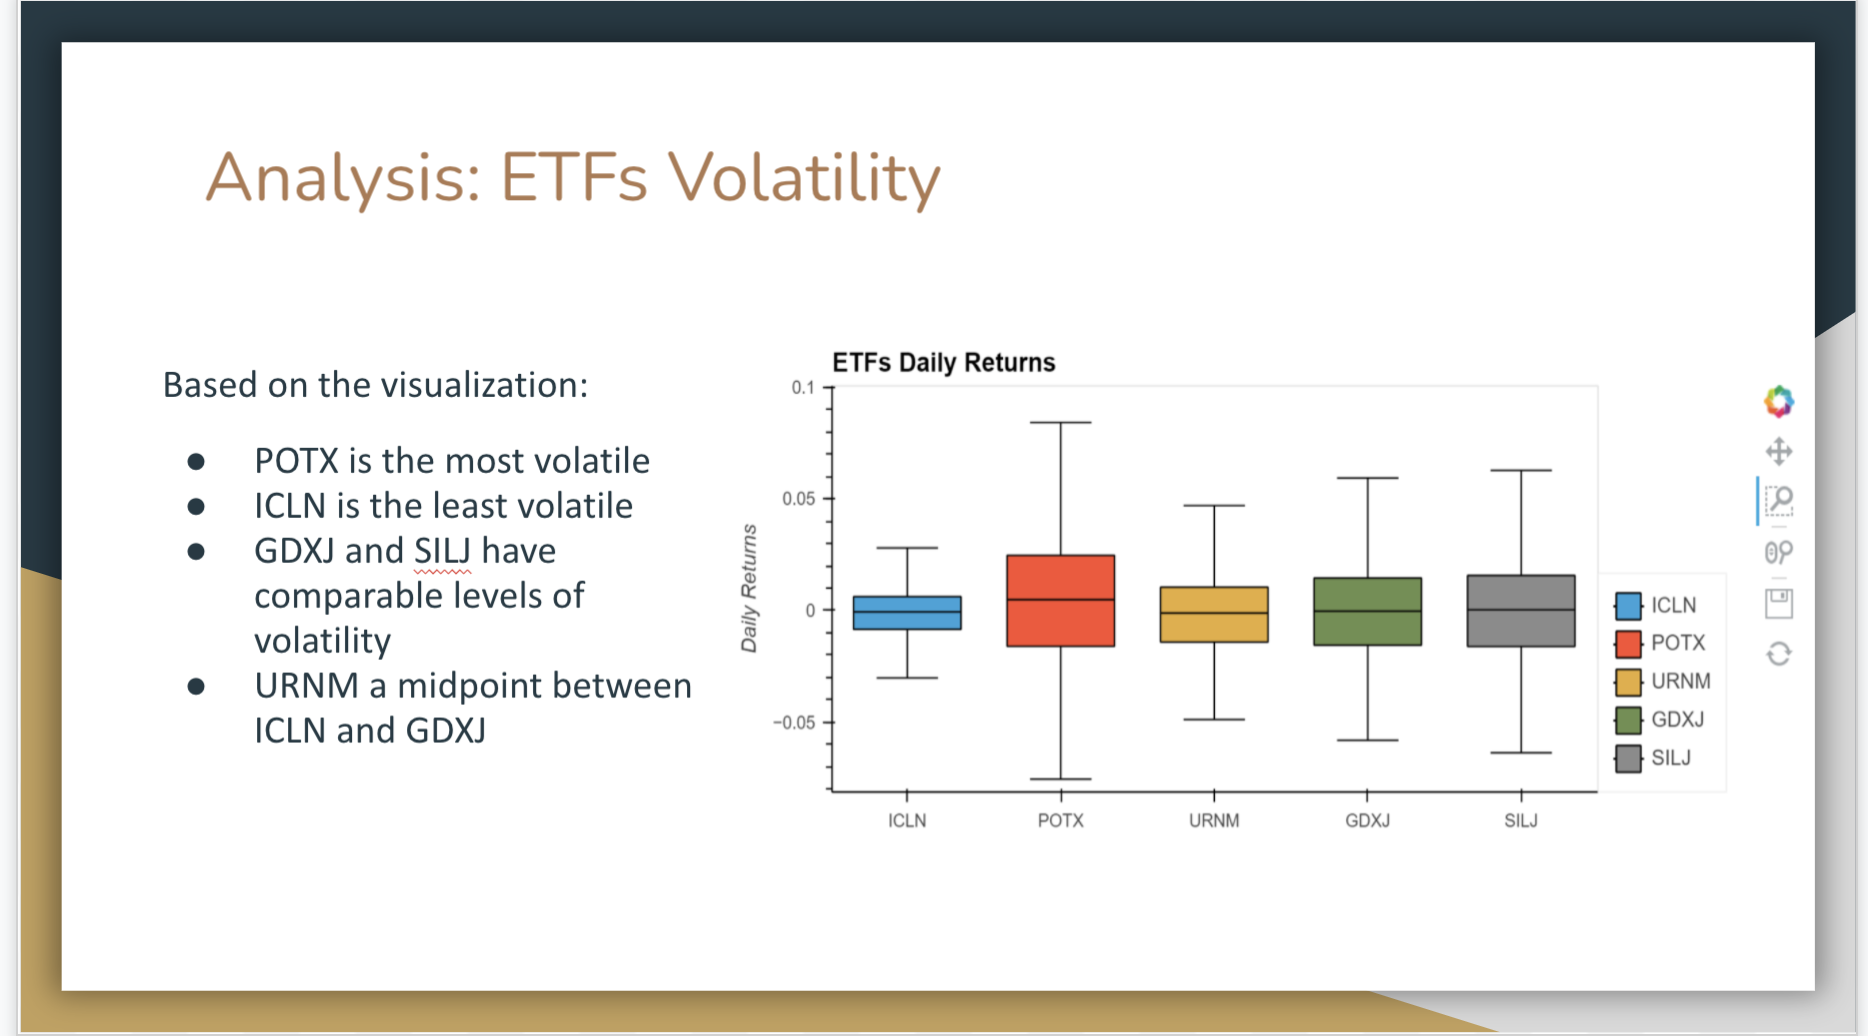 Analysis: ETFs Volatility
Based on the visualization:
● POTX is the most volatile
● ICLN is the least volatile
● GDXJ and SILJ have
comparable levels of
volatility
● URNM a midpoint between
ICLN and GDXJ
ETFs Daily Returns
0.1
0.05
0
−0.05
Daily Returns
ICLN POTX URNM GDXJ SILJ
ICLN
POTX
URNM
GDXJ
SILJ